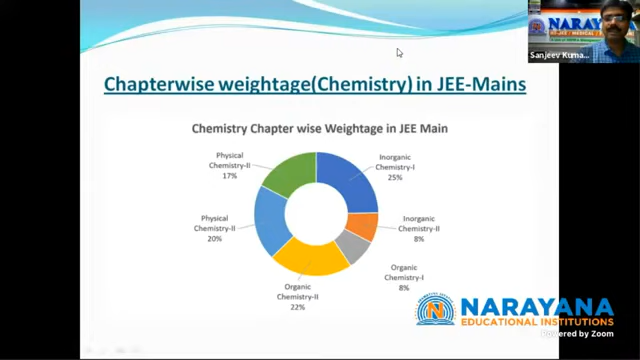 NARAYANA
Sanjeev Kuma...
Chapterwise weightage(Chemistry) in JEE-Mains
Chemistry Chapter wise Weightage in JEE Main
Physical
Chemistry-II
17%
Inorganic
Chemistry-I
25%
Physical
Chemistry-II
20%
Inorganic
Chemistry-II
8%
Organic
Chemistry-I
8%
Organic
Chemistry-II
22%
N
NARAYANA
EDUCATIONAL INSTITUTIONS
Powered by Zoom